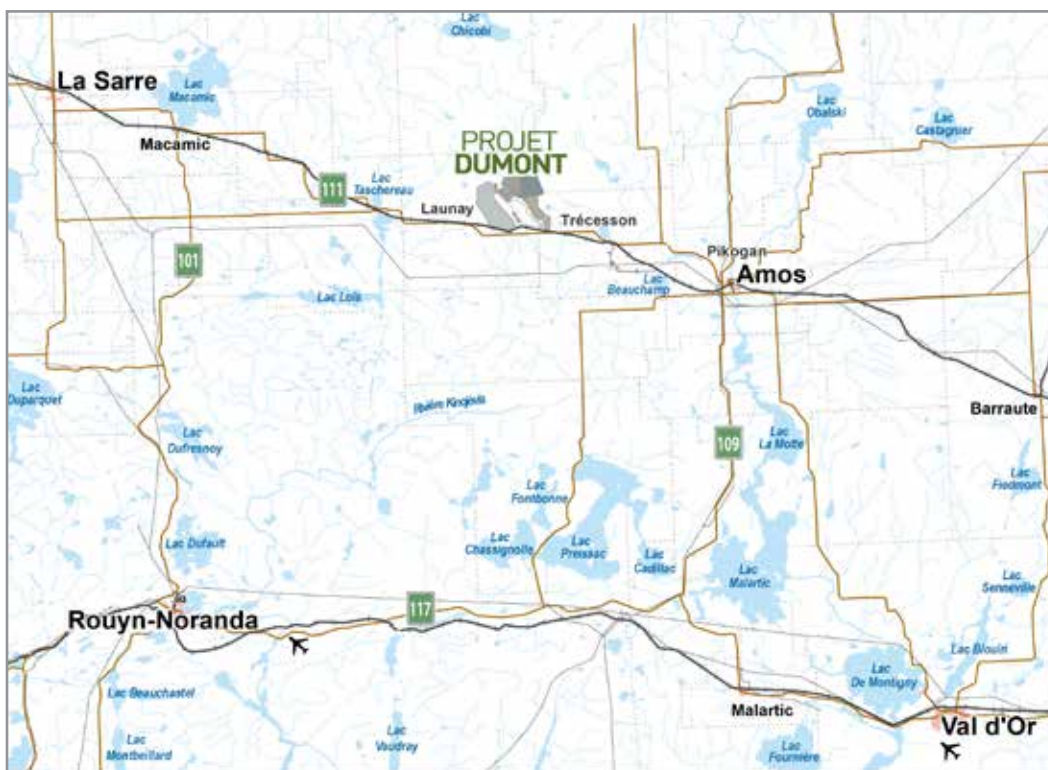 Lac
Chicobi
La Sarre
Lac
Macamic
Lac
Obalski
Lac
Castagnier
Macamic
PROJET
DUMONT
111
Lac
Taschereau
Launay
Trécesson
101
Pikogan
Amos
Lac
Beauchamp
Lac Lois
Lac
Duparquet
Rivière Kinojévis
Barraute
Lac
Dufresnoy
109
Lac
La Motte
Lac
Fiedmont
Lac
Fontbonne
Lac Dufault
Lac
Chassignolle
Lac
Preissac
Lac
Cadillac
Lac
Malartic
Lac
Senneville
Rouyn-Noranda
117
Lac Blouin
Lac
De Montigny
Lac Beauchastel
Malartic
Val d'Or
Lac
Montbeillard
Lac
Vaudray
Lac
Fournière